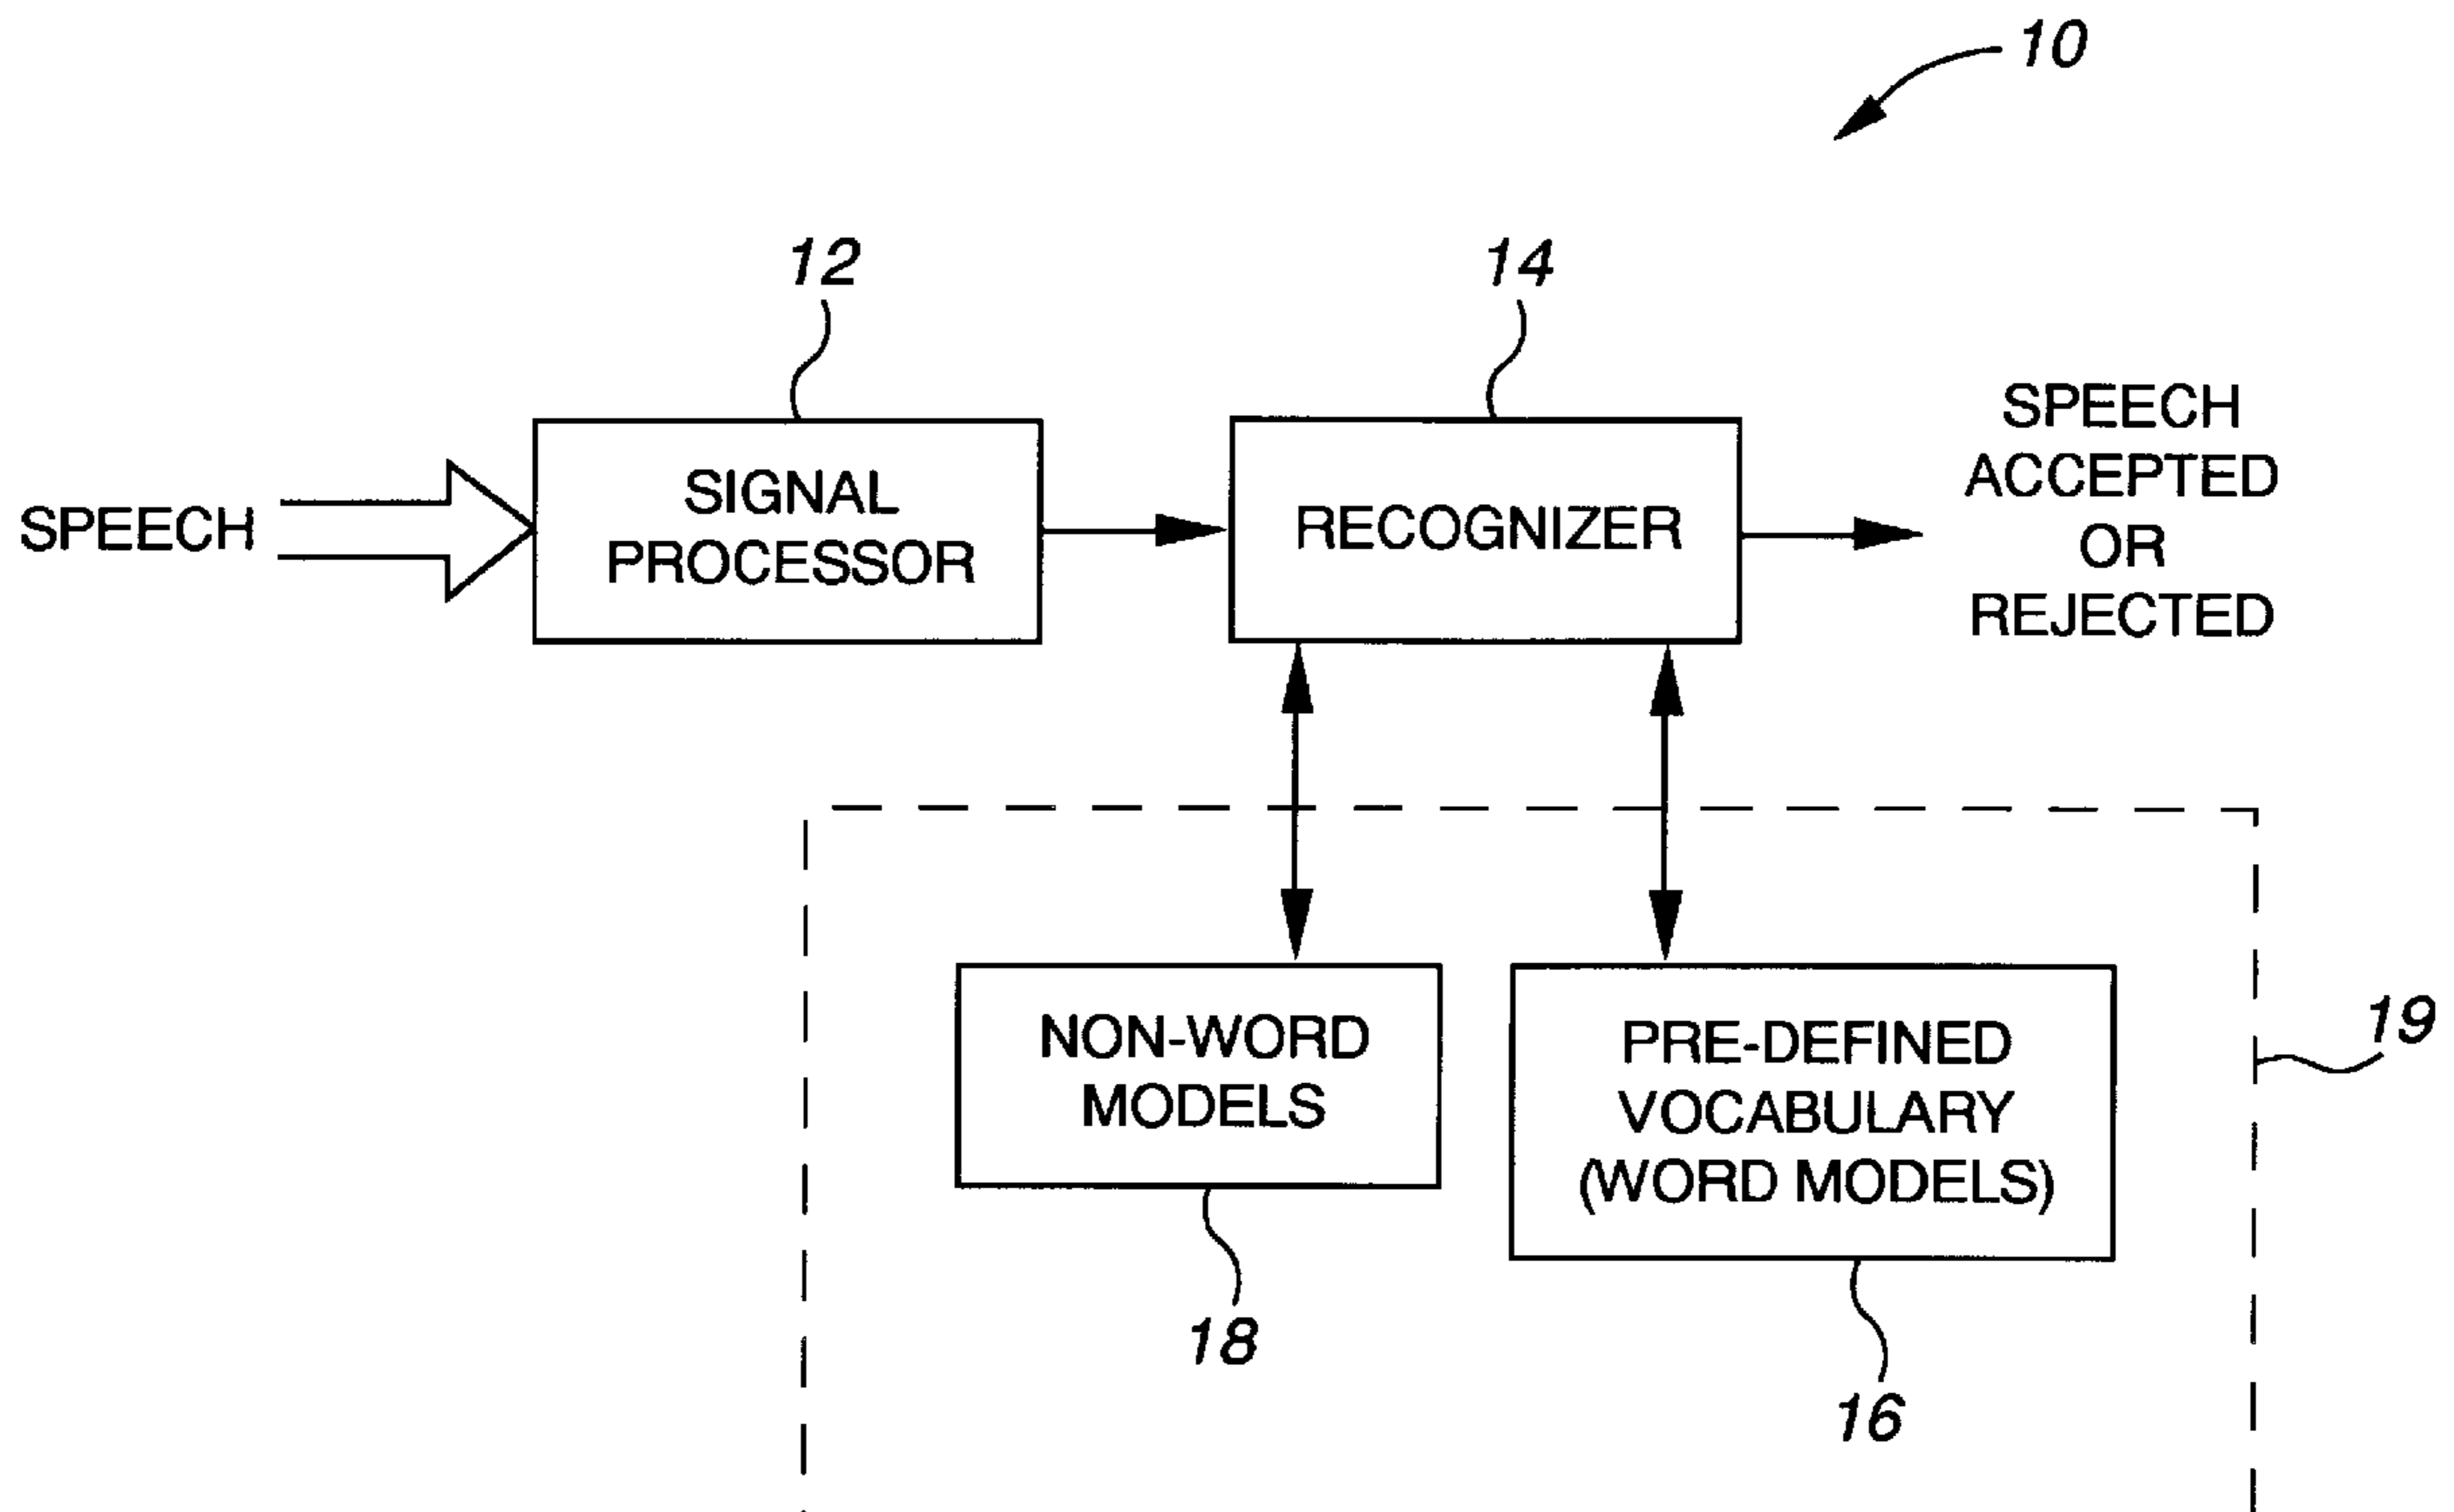 10
12
14
SPEECH
SIGNAL
PROCESSOR
RECOGNIZER
SPEECH
ACCEPTED
OR
REJECTED
NON-WORD
MODELS
PRE-DEFINED
VOCABULARY
(WORD MODELS)
19
18
16